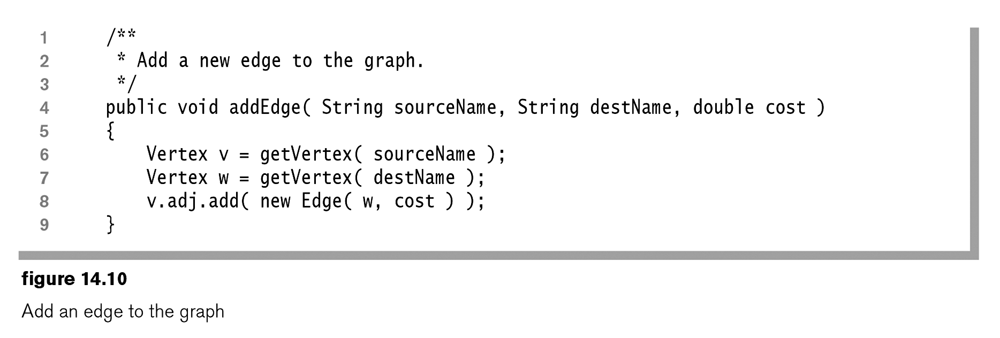 1 /**
2 * Add a new edge to the graph.
3 */
4 public void addEdge( String sourceName, String destName, double cost )
5 {
6 Vertex v = getVertex( sourceName );
7 Vertex w = getVertex( destName );
8 v.adj.add( new Edge( w, cost ) );
9 }
figure 14.10
Add an edge to the graph